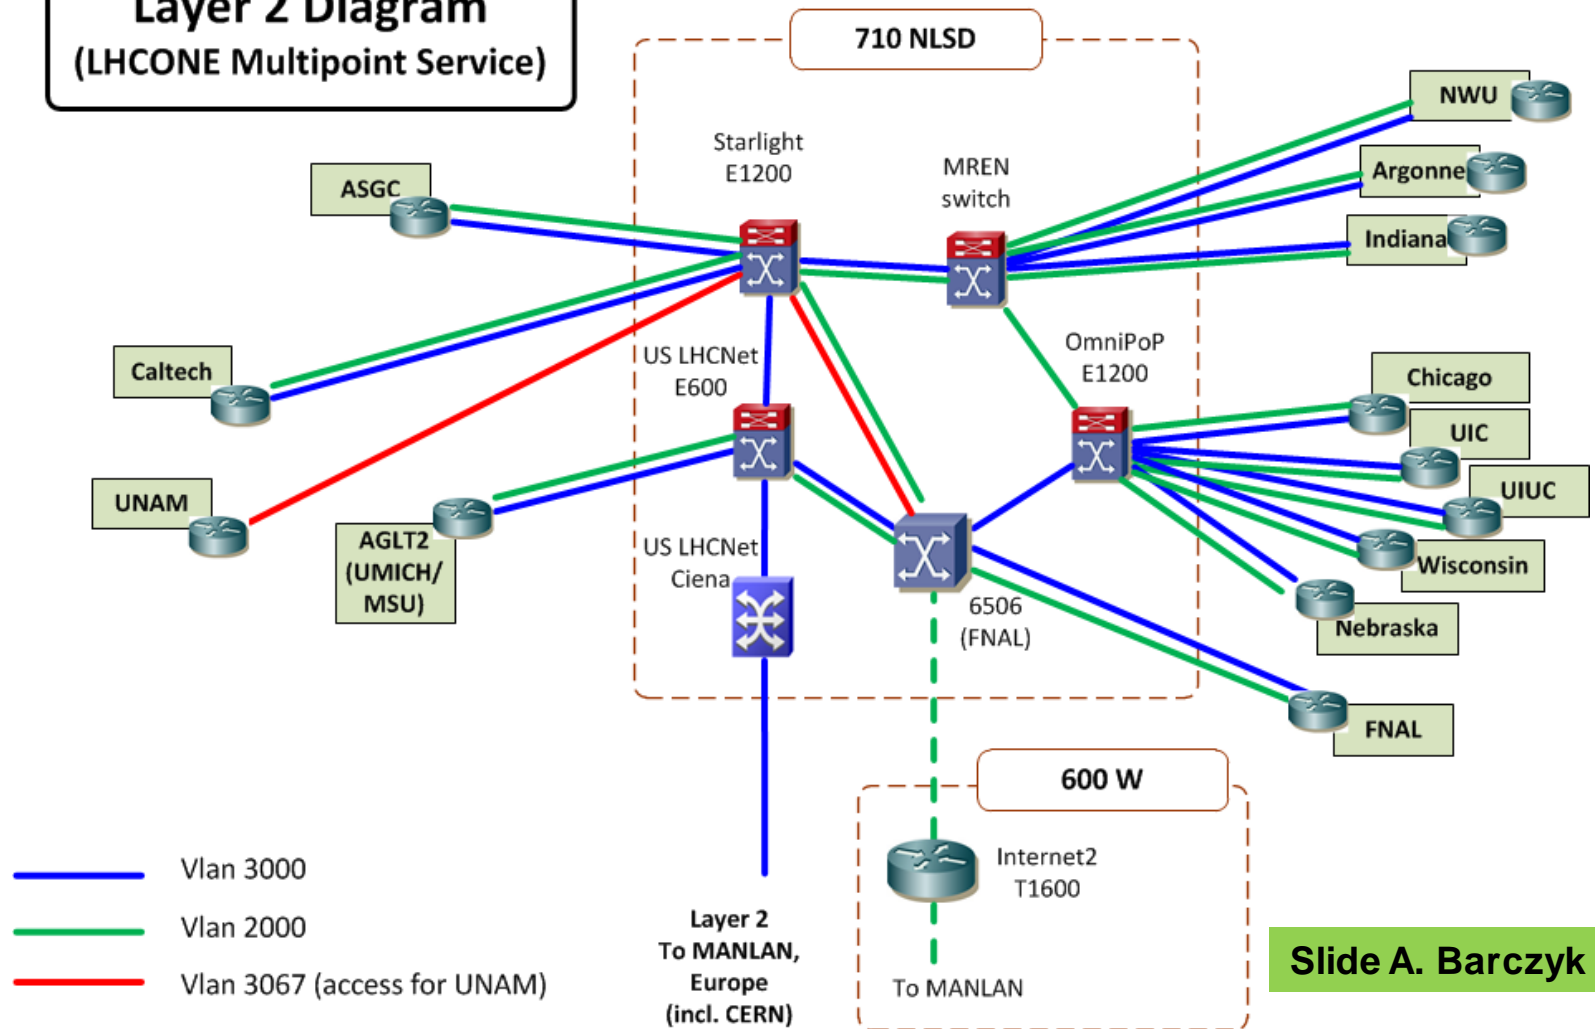 Layer 2 Diagram
(LHCONE Multipoint Service)
710 NLSD
NWU
Starlight
E1200
MREN
switch
Argonne
ASGC
Indiana
US LHCNet
E600
OmniPoP
E1200
Caltech
Chicago
UIC
UNAM
UIUC
AGLT2
(UMICH/
MSU)
US LHCNet
Ciena
Wisconsin
6506
(FNAL)
Nebraska
FNAL
600 W
Vlan 3000
Internet2
T1600
Vlan 2000
Layer 2
To MANLAN,
Europe
(incl. CERN)
Vlan 3067 (access for UNAM)
To MANLAN
Slide A. Barczyk